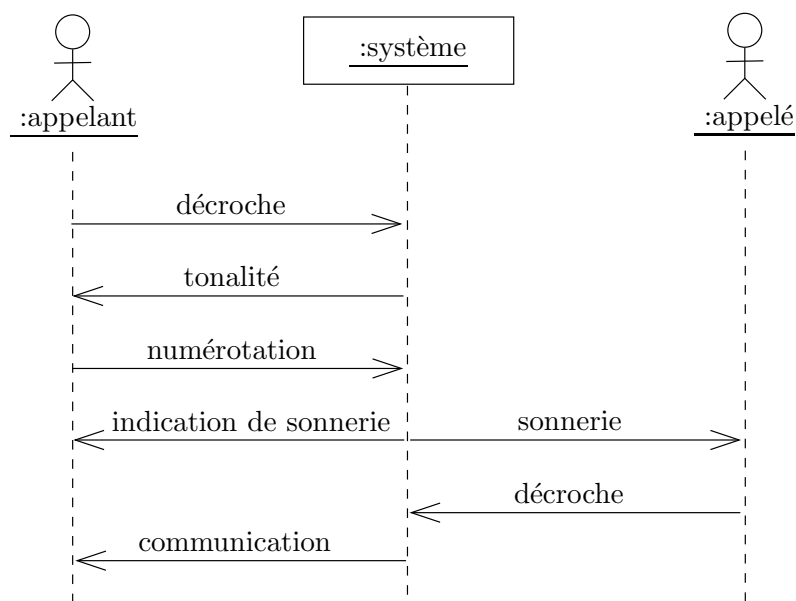 :système
:appelant
:appelé
décroche
tonalité
numérotation
indication de sonnerie
sonnerie
décroche
communication